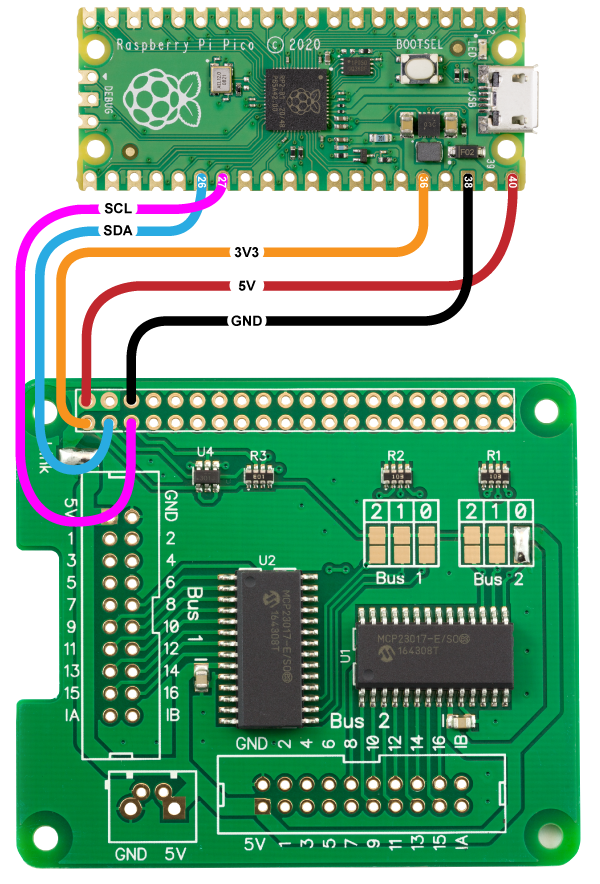 Raspberry Pi Pico © 2020
BOOTSEL
LED
2
1
USB
DEBUG
39
26
27
36
38
40
SCL
SDA
3V3
5V
GND
U4
R3
R2
R1
2 1 0
2 1 0
Bus 1
Bus 2
5V GND
1 2
3 4
5 6
7 8
9 10
11 12
13 14
15 16
IA IB
Bus 1
U2
MCP23017-E/SO
164308T
U1
MCP23017-E/SO
164308T
Bus 2
GND 2 4 6 8 10 12 14 16 IB
5V 1 3 5 7 9 11 13 15 IA
GND 5V